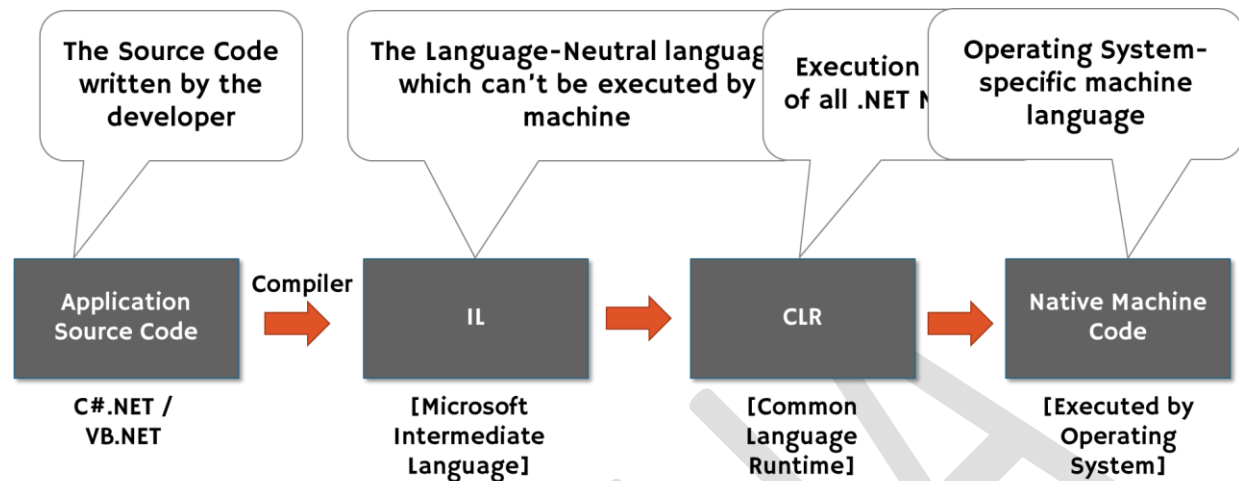 The Source Code
written by the
developer
The Language-Neutral
which can't be executed by
machine
Execution
of all .NET
Operating System-
specific machine
language
Application
Source Code
Compiler
IL
CLR
Native Machine
Code
C#.NET /
VB.NET
[Microsoft
Intermediate
Language]
[Common
Language
Runtime]
[Executed by
Operating
System]